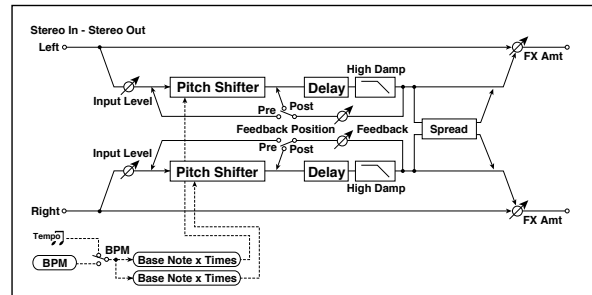 Stereo In - Stereo Out
Left
FX Amt
High Damp
Input Level
Pitch Shifter
Delay
Pre
Post
Feedback Position
Feedback
Spread
Input Level
Pre
Post
Pitch Shifter
Delay
High Damp
Right
FX Amt
Tempo
BPM
BPM
Base Note x Times
Base Note x Times